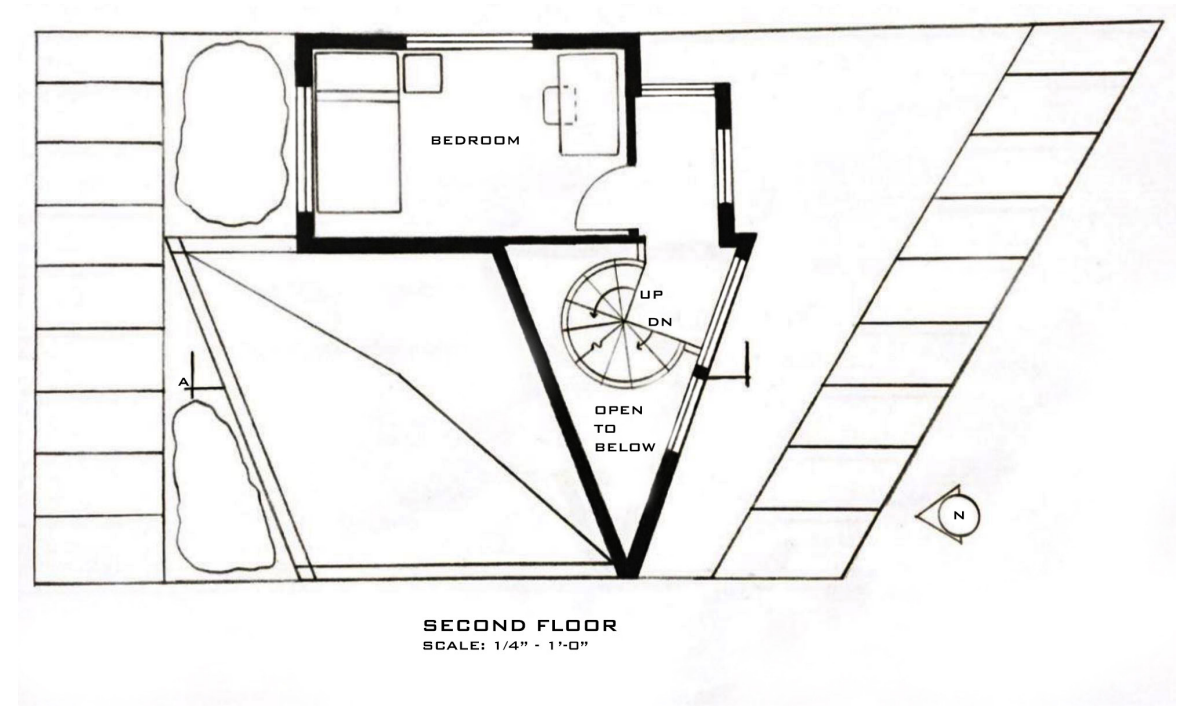 BEDROOM
UP
DN
A
OPEN
TO
BELOW
N
SECOND FLOOR
SCALE: 1/4” - 1’-0”